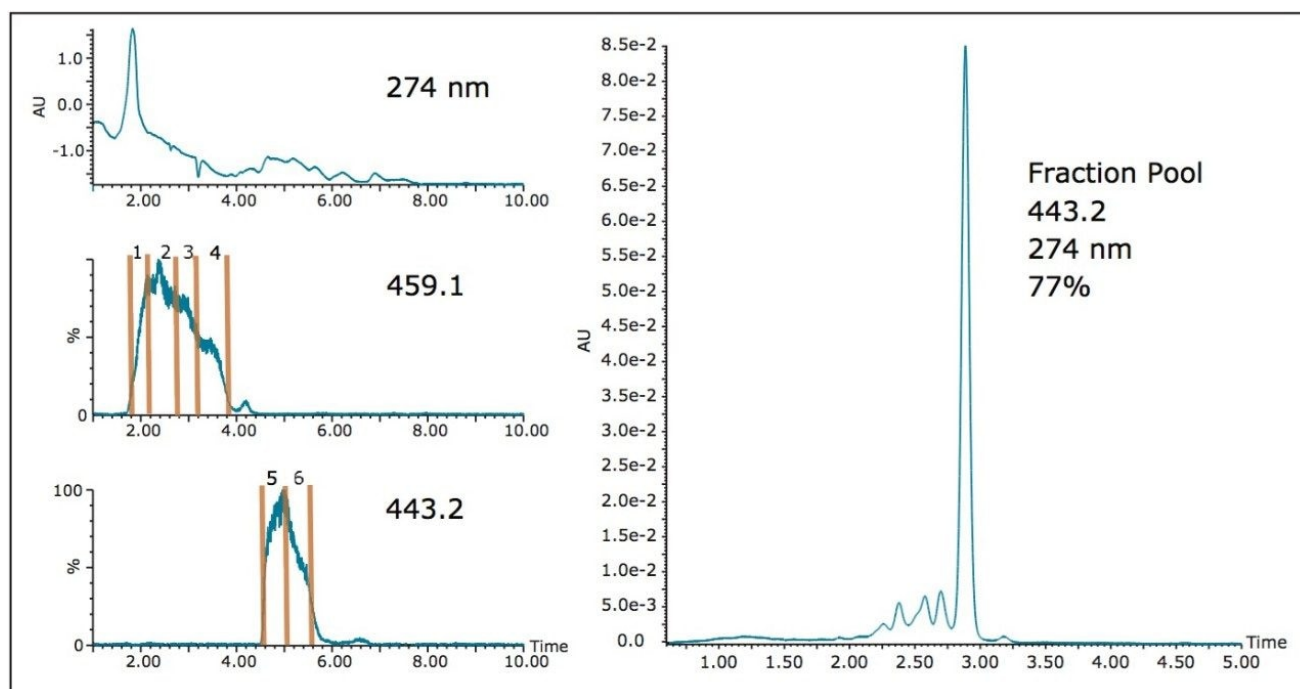 274 nm
AU
1.0
0.0
-1.0
2.00 4.00 6.00 8.00 10.00
1 2 3 4
459.1
%
0
2.00 4.00 6.00 8.00 10.00
5 6
443.2
100
%
0
2.00 4.00 6.00 8.00 10.00
Time
8.5e-2
8.0e-2
7.5e-2
7.0e-2
6.5e-2
6.0e-2
5.5e-2
5.0e-2
4.5e-2
4.0e-2
3.5e-2
3.0e-2
2.5e-2
2.0e-2
1.5e-2
1.0e-2
5.0e-3
0.0
AU
Fraction Pool
443.2
274 nm
77%
1.00 1.50 2.00 2.50 3.00 3.50 4.00 4.50 5.00
Time